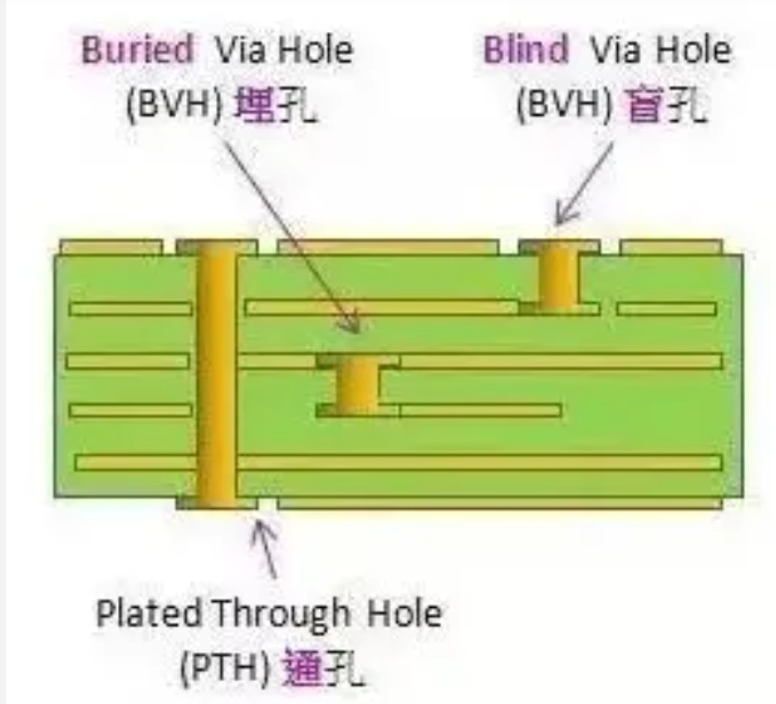 Buried Via Hole
(BVH) 埋孔
Blind Via Hole
(BVH) 盲孔
Plated Through Hole
(PTH) 通孔